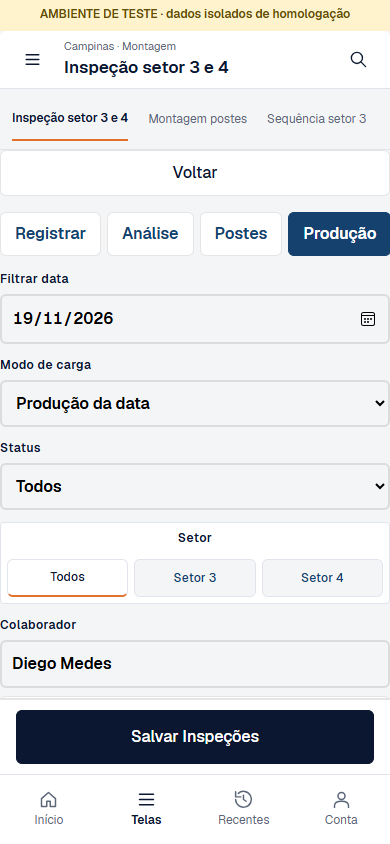 AMBIENTE DE TESTE · dados isolados de homologação
Campinas · Montagem
Inspeção setor 3 e 4
Inspeção setor 3 e 4 Montagem postes Sequência setor 3
Voltar
Registrar Análise Postes Produção
Filtrar data
19/11/2026
Modo de carga
Produção da data
Status
Todos
Setor
Todos Setor 3 Setor 4
Colaborador
Diego Medes
Salvar Inspeções
Início Telas Recentes Conta